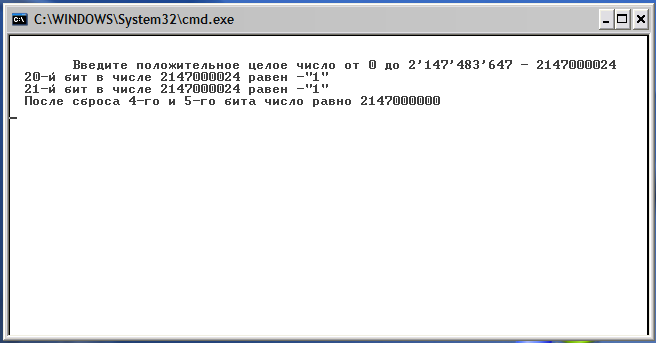 C:\WINDOWS\System32\cmd.exe
Введите положительное целое число от 0 до 2'147'483'647 - 2147000024
20-й бит в числе 2147000024 равен -"1"
21-й бит в числе 2147000024 равен -"1"
После сброса 4-го и 5-го бита число равно 2147000000